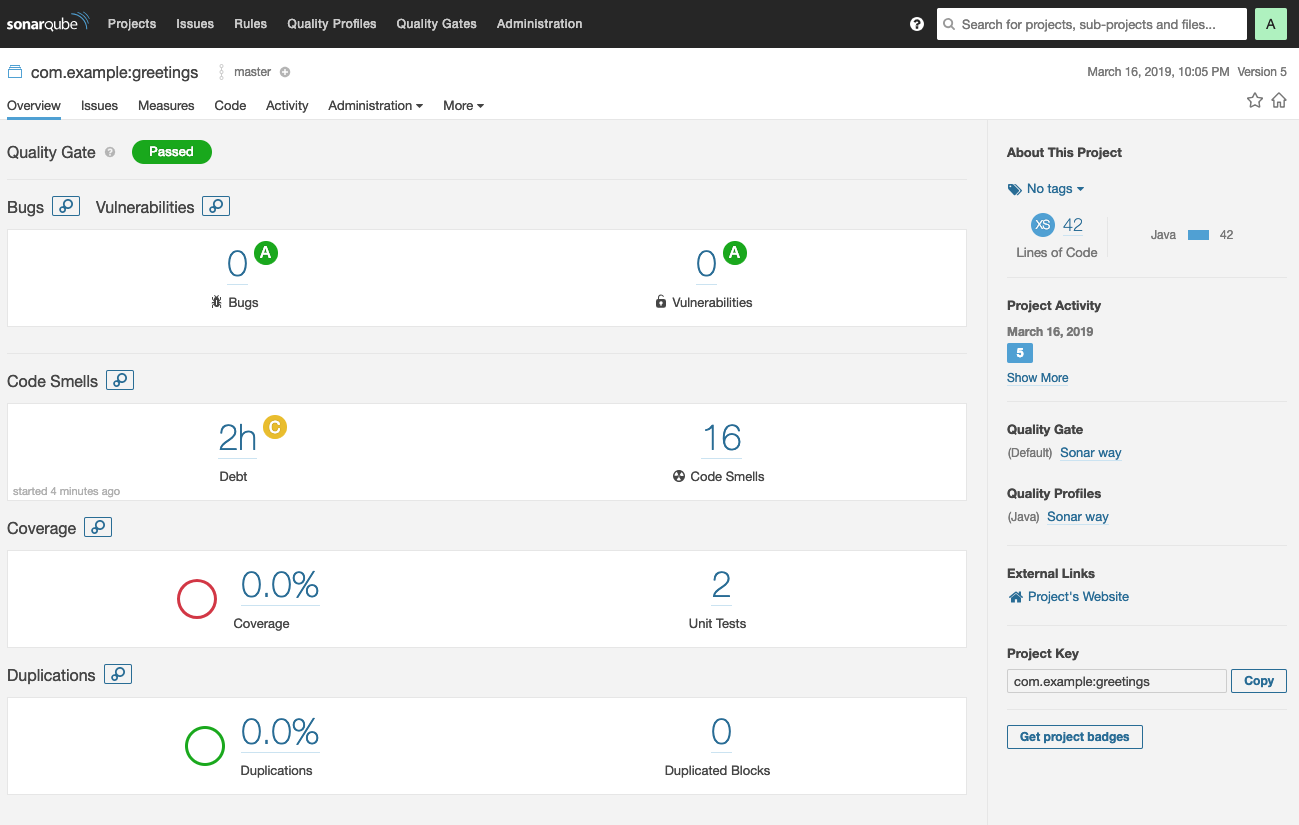 sonarqube Projects Issues Rules Quality Profiles Quality Gates Administration ? Search for projects, sub-projects and files... A
com.example:greetings master March 16, 2019, 10:05 PM Version 5
Overview Issues Measures Code Activity Administration More
Quality Gate ? Passed
Bugs Vulnerabilities
0 A
Bugs
0 A
Vulnerabilities
Code Smells
2h C
Debt
16
Code Smells
started 4 minutes ago
Coverage
0.0%
Coverage
2
Unit Tests
Duplications
0.0%
Duplications
0
Duplicated Blocks
About This Project
No tags
XS 42
Lines of Code
Java 42
Project Activity
March 16, 2019
5
Show More
Quality Gate
(Default) Sonar way
Quality Profiles
(Java) Sonar way
External Links
Project's Website
Project Key
com.example:greetings Copy
Get project badges